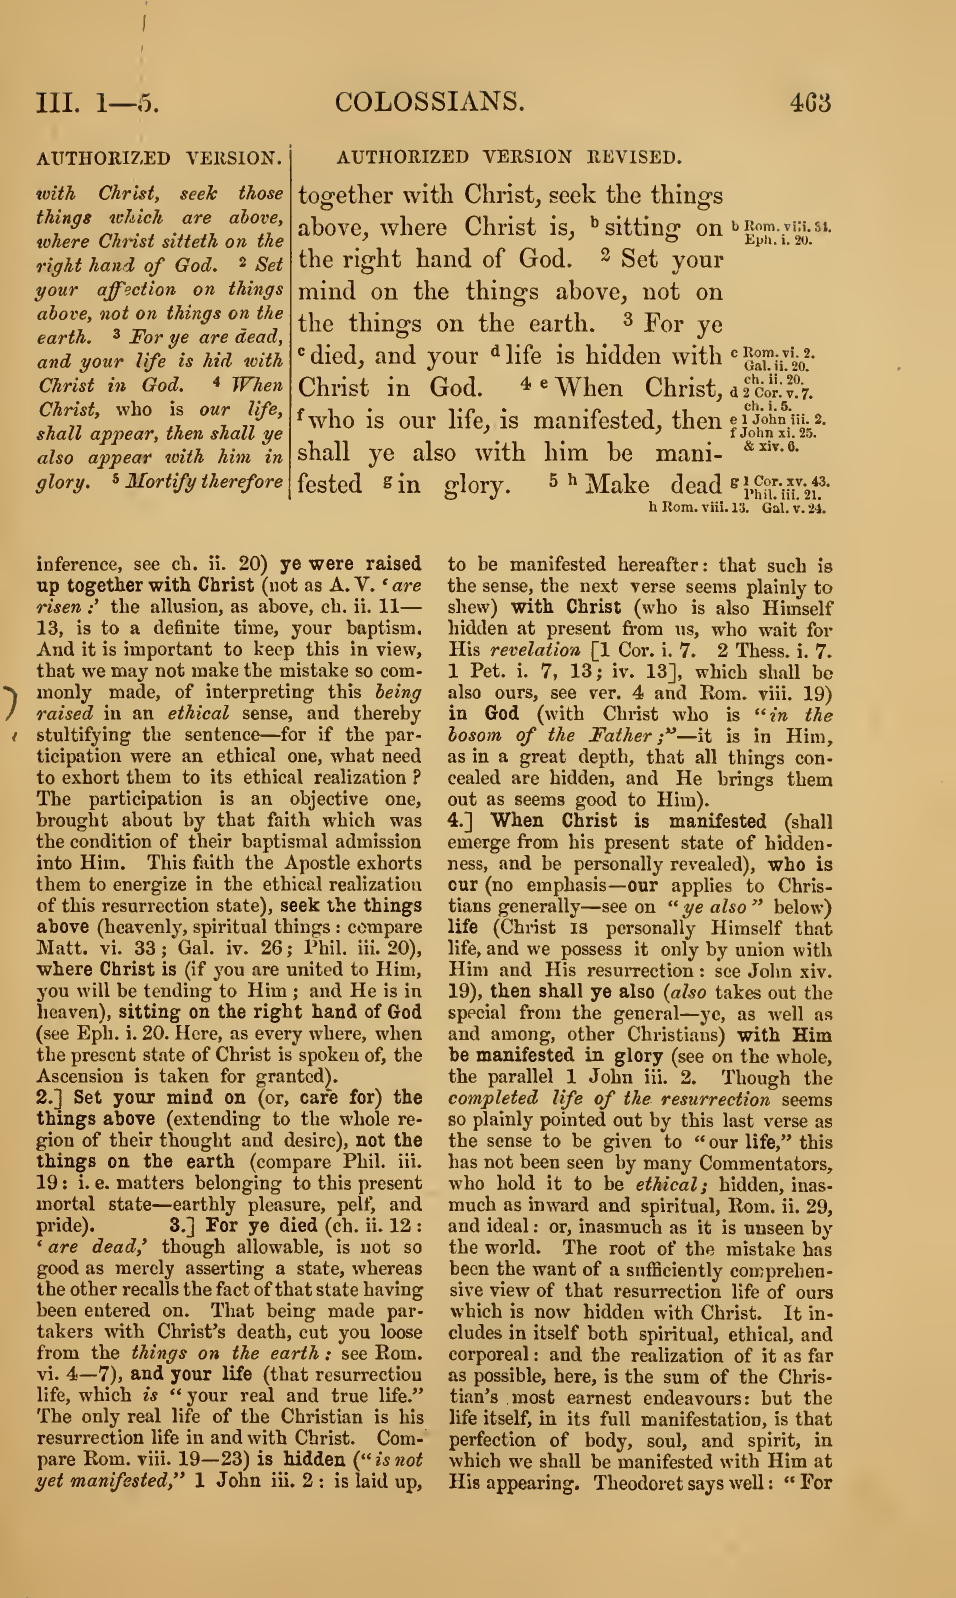 III. 1—5.
COLOSSIANS.
463
AUTHORIZED VERSION.
with Christ, seek those
things which are above,
where Christ sitteth on the
right hand of God. 2 Set
your affection on things
above, not on things on the
earth. 3 For ye are dead,
and your life is hid with
Christ in God. 4 When
Christ, who is our life,
shall appear, then shall ye
also appear with him in
glory. 5 Mortify therefore
AUTHORIZED VERSION REVISED.
together with Christ, seek the things
above, where Christ is, b sitting on
the right hand of God. 2 Set your
mind on the things above, not on
the things on the earth. 3 For ye
c died, and your d life is hidden with
Christ in God. 4 e When Christ,
f who is our life, is manifested, then
shall ye also with him be mani-
fested g in glory. 5 h Make dead
b Rom. viii. 34.
Eph. i. 20.
c Rom. vi. 2.
Gal. ii. 20.
ch. ii. 20.
d 2 Cor. v. 7.
ch. i. 5.
e 1 John iii. 2.
f John xi. 25.
& xiv. 6.
g 1 Cor. xv. 43.
Phil. iii. 21.
h Rom. viii. 13. Gal. v. 24.
inference, see ch. ii. 20) ye were raised
up together with Christ (not as A. V. ‘are
risen:’ the allusion, as above, ch. ii. 11—
13, is to a definite time, your baptism.
And it is important to keep this in view,
that we may not make the mistake so com-
monly made, of interpreting this being
raised in an ethical sense, and thereby
stultifying the sentence—for if the par-
ticipation were an ethical one, what need
to exhort them to its ethical realization?
The participation is an objective one,
brought about by that faith which was
the condition of their baptismal admission
into Him. This faith the Apostle exhorts
them to energize in the ethical realization
of this resurrection state), seek the things
above (heavenly, spiritual things: compare
Matt. vi. 33; Gal. iv. 26; Phil. iii. 20),
where Christ is (if you are united to Him,
you will be tending to Him; and He is in
heaven), sitting on the right hand of God
(see Eph. i. 20. Here, as every where, when
the present state of Christ is spoken of, the
Ascension is taken for granted).
2.] Set your mind on (or, care for) the
things above (extending to the whole re-
gion of their thought and desire), not the
things on the earth (compare Phil. iii.
19: i. e. matters belonging to this present
mortal state—earthly pleasure, pelf, and
pride). 3.] For ye died (ch. ii. 12:
‘are dead,’ though allowable, is not so
good as merely asserting a state, whereas
the other recalls the fact of that state having
been entered on. That being made par-
takers with Christ's death, cut you loose
from the things on the earth: see Rom.
vi. 4—7), and your life (that resurrection
life, which is “your real and true life.”
The only real life of the Christian is his
resurrection life in and with Christ. Com-
pare Rom. viii. 19—23) is hidden (“is not
yet manifested,” 1 John iii. 2: is laid up,
to be manifested hereafter: that such is
the sense, the next verse seems plainly to
shew) with Christ (who is also Himself
hidden at present from us, who wait for
His revelation [1 Cor. i. 7. 2 Thess. i. 7.
1 Pet. i. 7, 13; iv. 13], which shall be
also ours, see ver. 4 and Rom. viii. 19)
in God (with Christ who is “in the
bosom of the Father;”—it is in Him,
as in a great depth, that all things con-
cealed are hidden, and He brings them
out as seems good to Him).
4.] When Christ is manifested (shall
emerge from his present state of hidden-
ness, and be personally revealed), who is
our (no emphasis—our applies to Chris-
tians generally—see on “ye also” below)
life (Christ IS personally Himself that
life, and we possess it only by union with
Him and His resurrection: see John xiv.
19), then shall ye also (also takes out the
special from the general—ye, as well as
and among, other Christians) with Him
be manifested in glory (see on the whole,
the parallel 1 John iii. 2. Though the
completed life of the resurrection seems
so plainly pointed out by this last verse as
the sense to be given to “our life,” this
has not been seen by many Commentators,
who hold it to be ethical; hidden, inas-
much as inward and spiritual, Rom. ii. 29,
and ideal: or, inasmuch as it is unseen by
the world. The root of the mistake has
been the want of a sufficiently comprehen-
sive view of that resurrection life of ours
which is now hidden with Christ. It in-
cludes in itself both spiritual, ethical, and
corporeal: and the realization of it as far
as possible, here, is the sum of the Chris-
tian's most earnest endeavours: but the
life itself, in its full manifestation, is that
perfection of body, soul, and spirit, in
which we shall be manifested with Him at
His appearing. Theodoret says well: “For